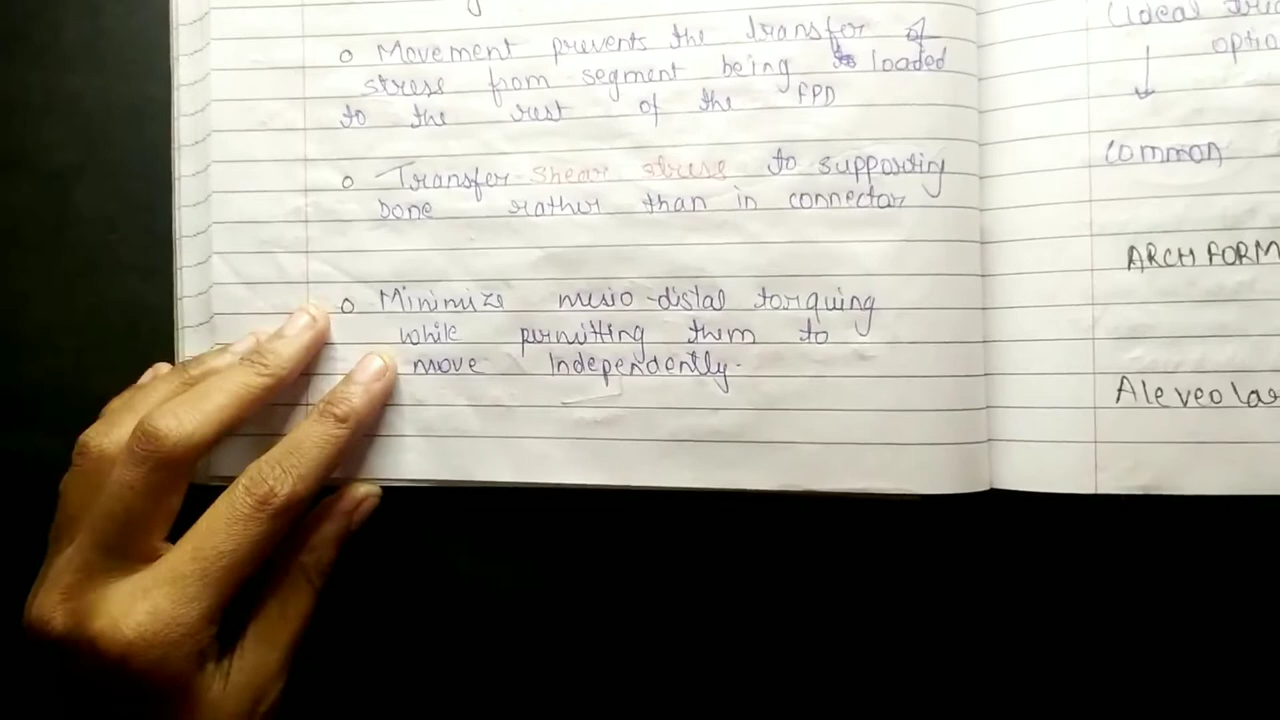 o Movement prevents the transfer of
stress from segment being loaded
to the rest of the FPD
o Transfer shear stress to supporting
bone rather than in connector
o Minimize mesio-distal torquing
while permitting them to
move Independently.
(Ideal
optio
common
ARCH FORM
Aleveola